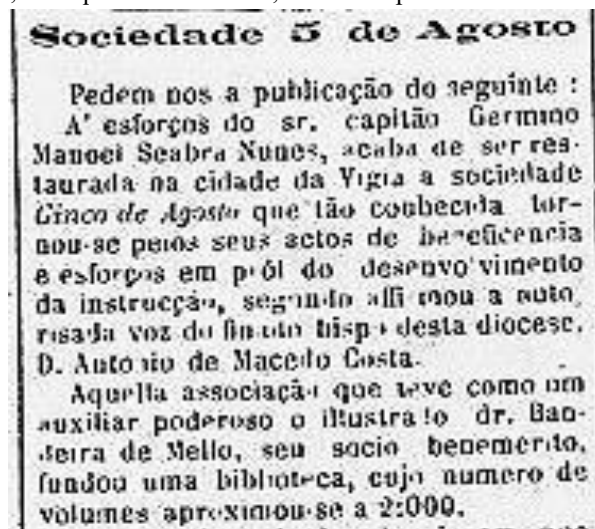 Sociedade 5 de Agosto
Pedem nos a publicação do seguinte :
A' esforços do sr. capitão Germino
Manoel Seabra Nunes, acaba de ser res-
taurada na cidade da Vigia a sociedade
Cinco de Agosto que tão conhecida tor-
nou-se pelos seus actos de beneficencia
e esforços em pról do desenvolvimento
da instrucção, segundo affirmou a auto
risada voz do finado bispo desta diocese,
D. Antonio de Macedo Costa.
Aquella associação que teve como um
auxiliar poderoso o illustrato dr. Ban-
deira de Mello, seu socio benemerito,
fundou uma bibliotheca, cujo numero de
volumes aproximou-se a 2:000.